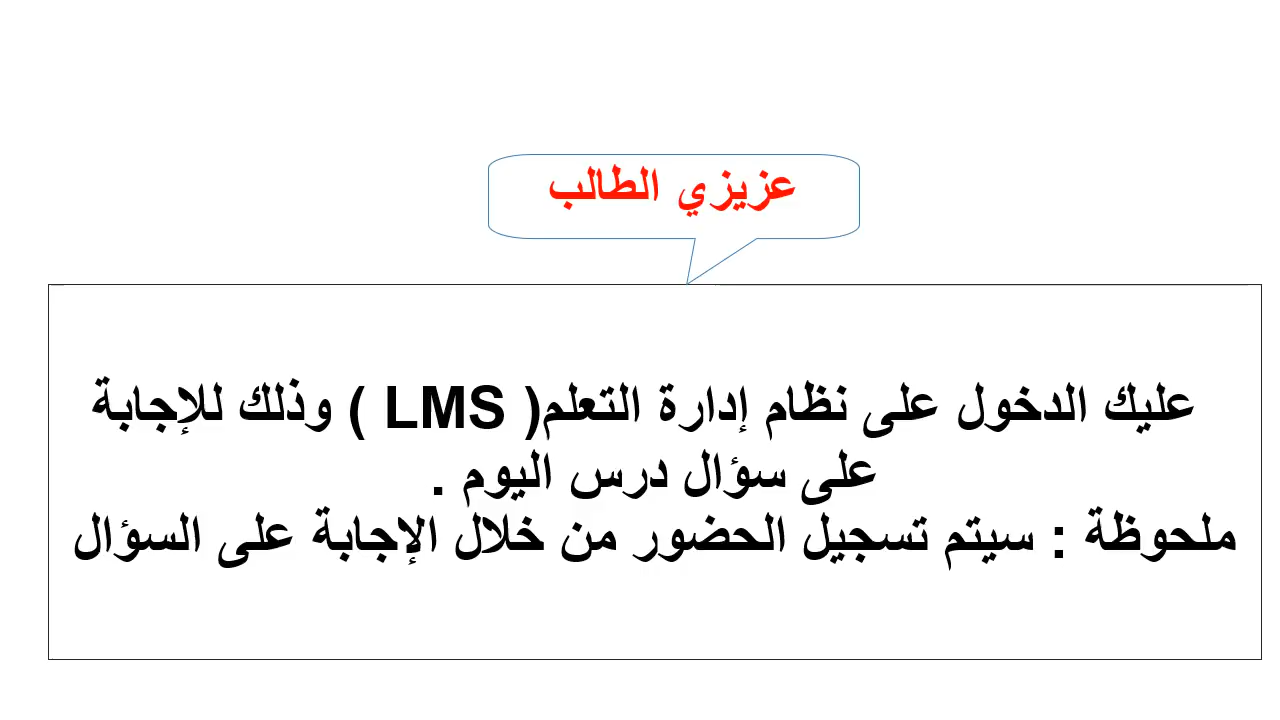 عزيزي الطالب
عليك الدخول على نظام إدارة التعلم( LMS ) وذلك للإجابة
على سؤال درس اليوم .
ملحوظة : سيتم تسجيل الحضور من خلال الإجابة على السؤال